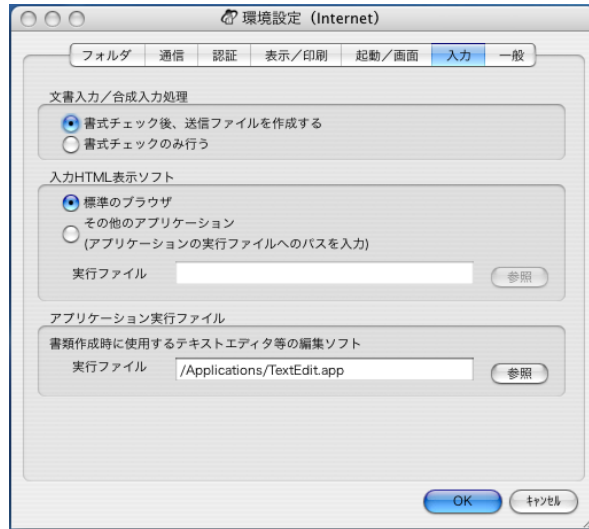 環境設定（Internet）
フォルダ 通信 認証 表示／印刷 起動／画面 入力 一般
文書入力／合成入力処理
書式チェック後、送信ファイルを作成する
書式チェックのみ行う
入力HTML表示ソフト
標準のブラウザ
その他のアプリケーション
(アプリケーションの実行ファイルへのパスを入力)
実行ファイル 参照
アプリケーション実行ファイル
書類作成時に使用するテキストエディタ等の編集ソフト
実行ファイル /Applications/TextEdit.app 参照
OK ｷｬﾝｾﾙ